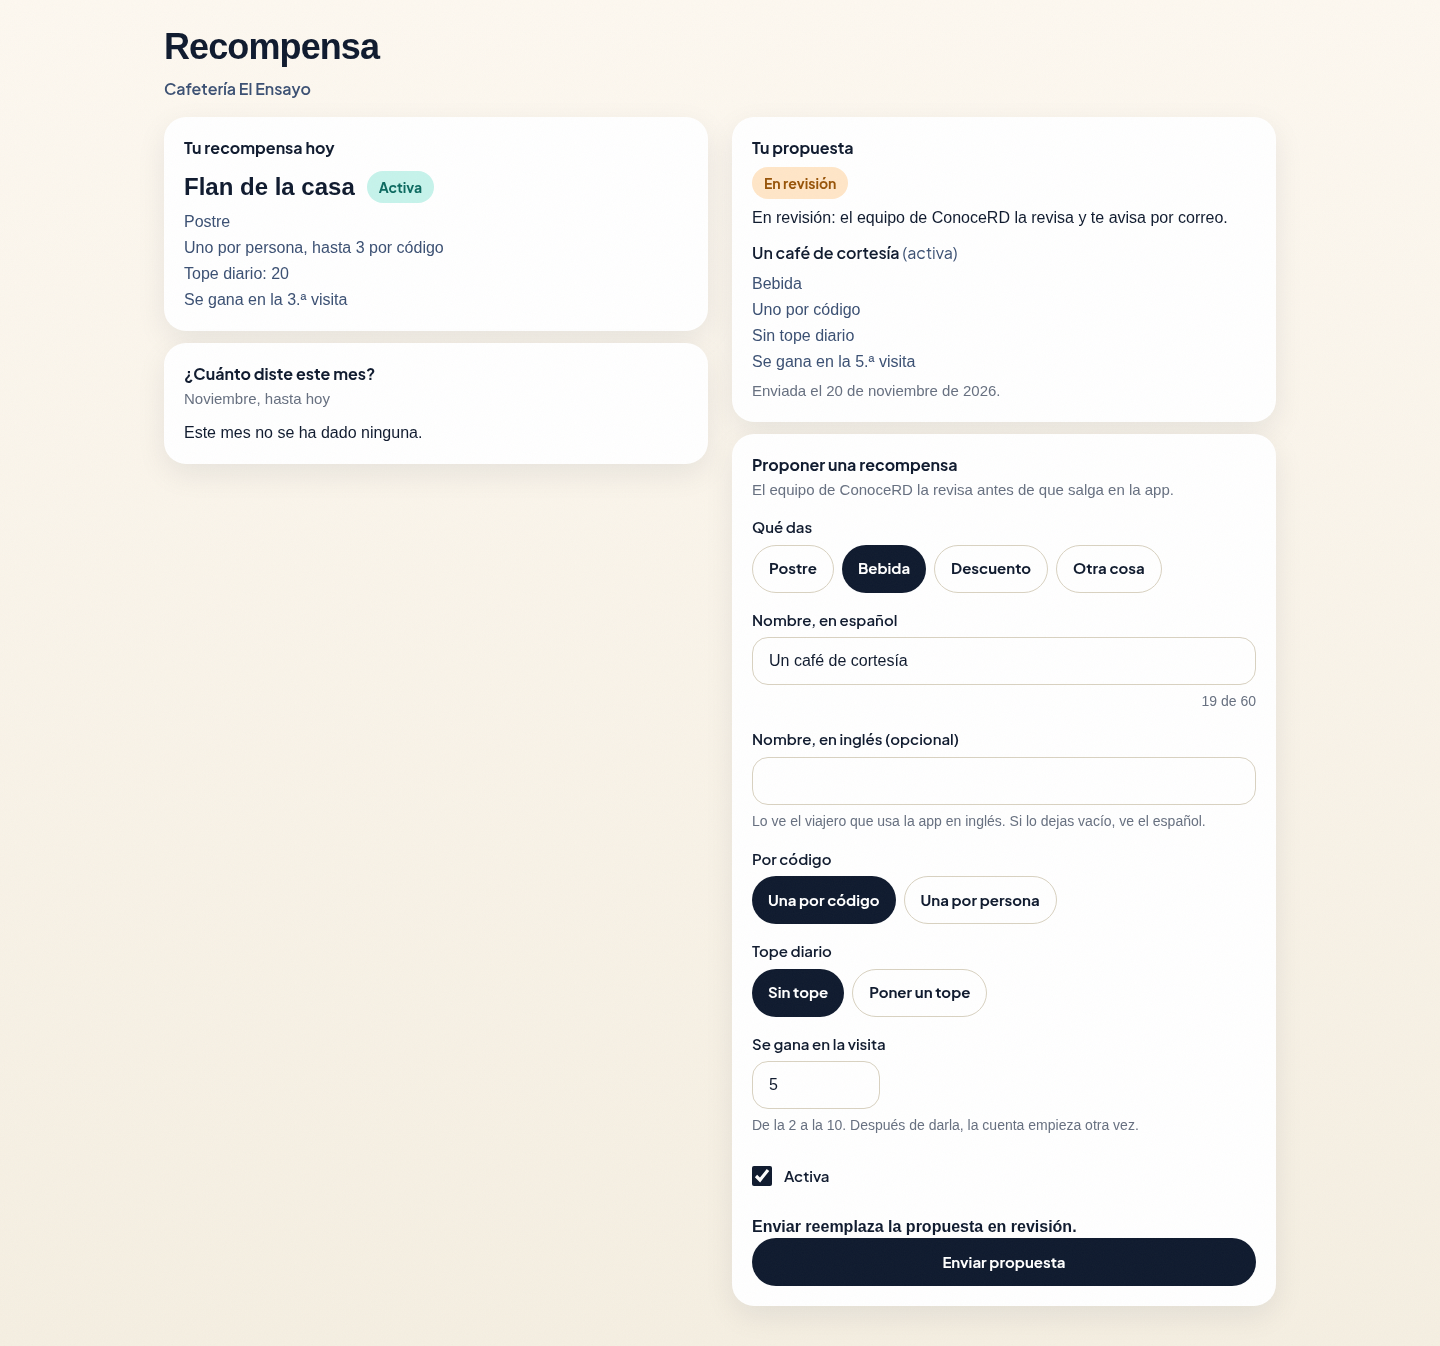 Recompensa
Cafetería El Ensayo
Tu recompensa hoy
Flan de la casa Activa
Postre
Uno por persona, hasta 3 por código
Tope diario: 20
Se gana en la 3.ª visita
¿Cuánto diste este mes?
Noviembre, hasta hoy
Este mes no se ha dado ninguna.
Tu propuesta
En revisión
En revisión: el equipo de ConoceRD la revisa y te avisa por correo.
Un café de cortesía (activa)
Bebida
Uno por código
Sin tope diario
Se gana en la 5.ª visita
Enviada el 20 de noviembre de 2026.
Proponer una recompensa
El equipo de ConoceRD la revisa antes de que salga en la app.
Qué das
Postre Bebida Descuento Otra cosa
Nombre, en español
Un café de cortesía
19 de 60
Nombre, en inglés (opcional)
Lo ve el viajero que usa la app en inglés. Si lo dejas vacío, ve el español.
Por código
Una por código Una por persona
Tope diario
Sin tope Poner un tope
Se gana en la visita
5
De la 2 a la 10. Después de darla, la cuenta empieza otra vez.
Activa
Enviar reemplaza la propuesta en revisión.
Enviar propuesta